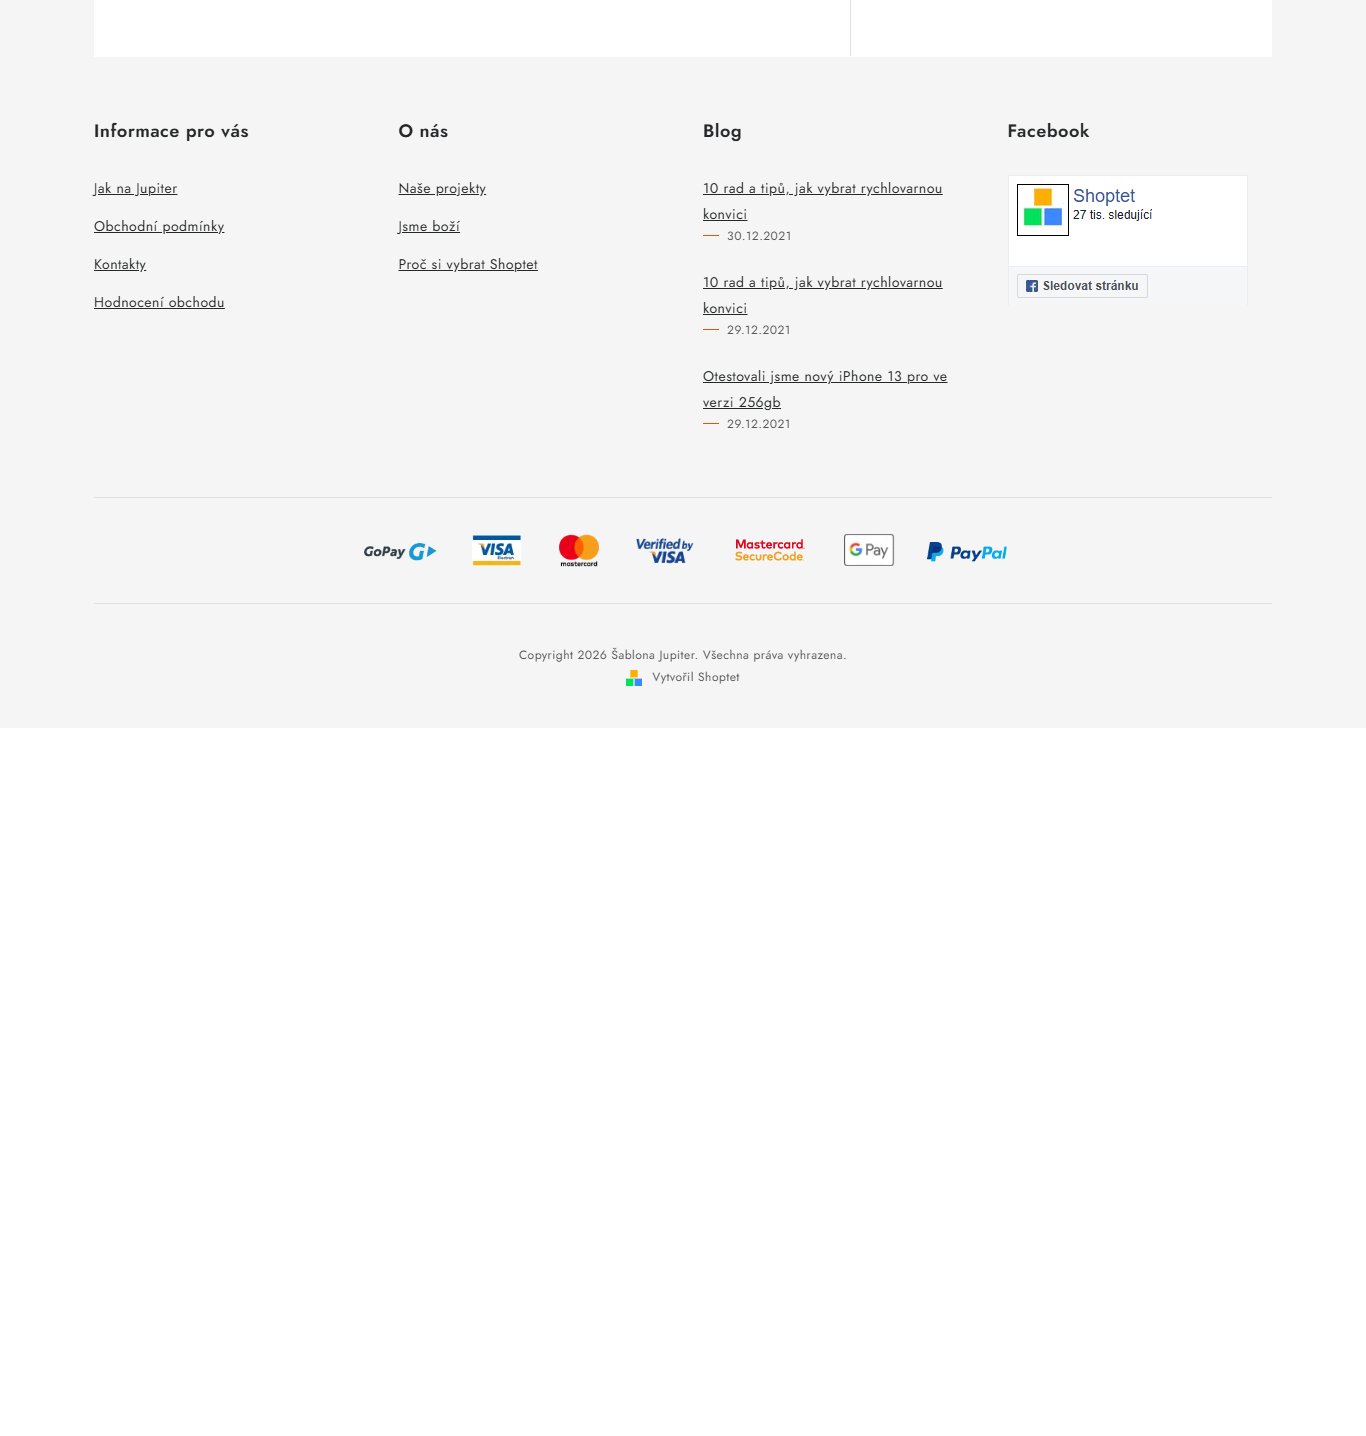 Informace pro vás
Jak na Jupiter
Obchodní podmínky
Kontakty
Hodnocení obchodu
O nás
Naše projekty
Jsme boží
Proč si vybrat Shoptet
Blog
10 rad a tipů, jak vybrat rychlovarnou
konvici
30.12.2021
10 rad a tipů, jak vybrat rychlovarnou
konvici
29.12.2021
Otestovali jsme nový iPhone 13 pro ve
verzi 256gb
29.12.2021
Facebook
Shoptet
27 tis. sledující
Sledovat stránku
GoPay G
VISA
Electron
mastercard
Verified by
VISA
Mastercard
SecureCode
G Pay
P PayPal
Copyright 2026 Šablona Jupiter. Všechna práva vyhrazena.
Vytvořil Shoptet